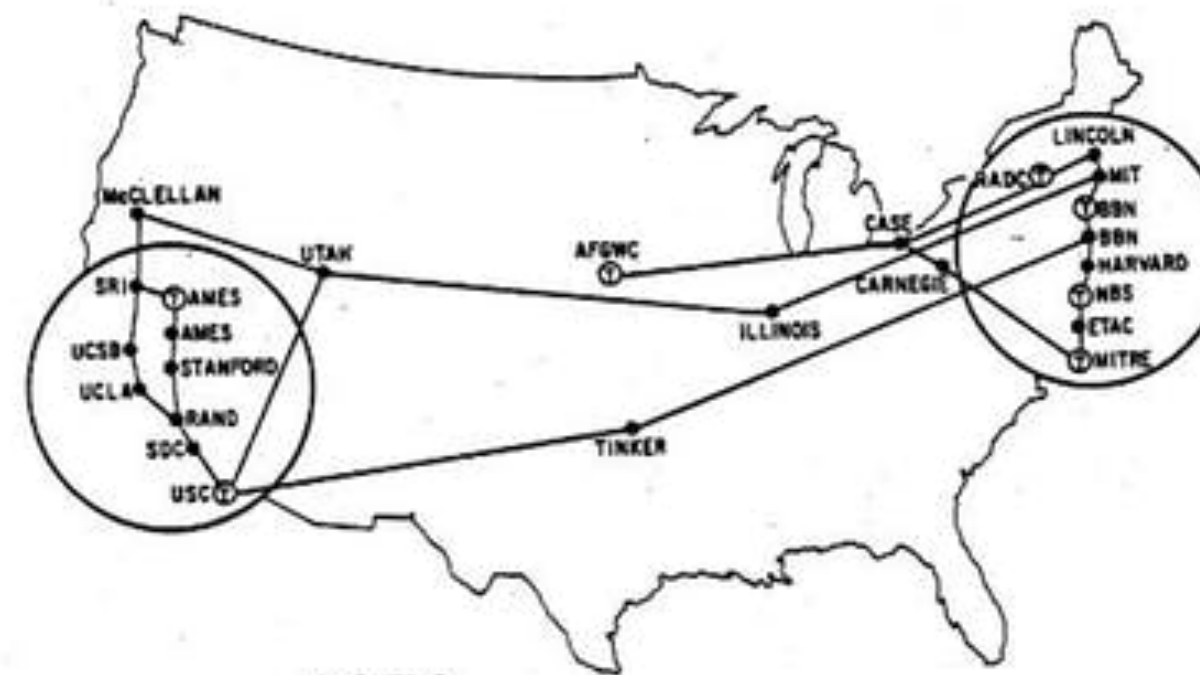 LINCOLN
RADC T
MIT
McCLELLAN
T BBN
CASE
BBN
UTAH
AFGWC
T
HARVARD
CARNEGIE
SRI
T AMES
T NBS
ILLINOIS
ETAC
AMES
UCSB
STANFORD
T MITRE
UCLA
RAND
SDC
TINKER
USC T